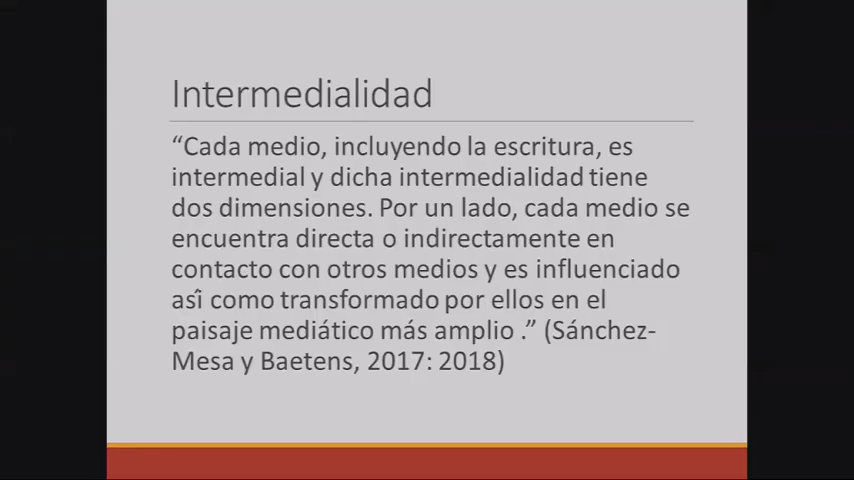 Intermedialidad
“Cada medio, incluyendo la escritura, es
intermedial y dicha intermedialidad tiene
dos dimensiones. Por un lado, cada medio se
encuentra directa o indirectamente en
contacto con otros medios y es influenciado
así como transformado por ellos en el
paisaje mediático más amplio .” (Sánchez-
Mesa y Baetens, 2017: 2018)